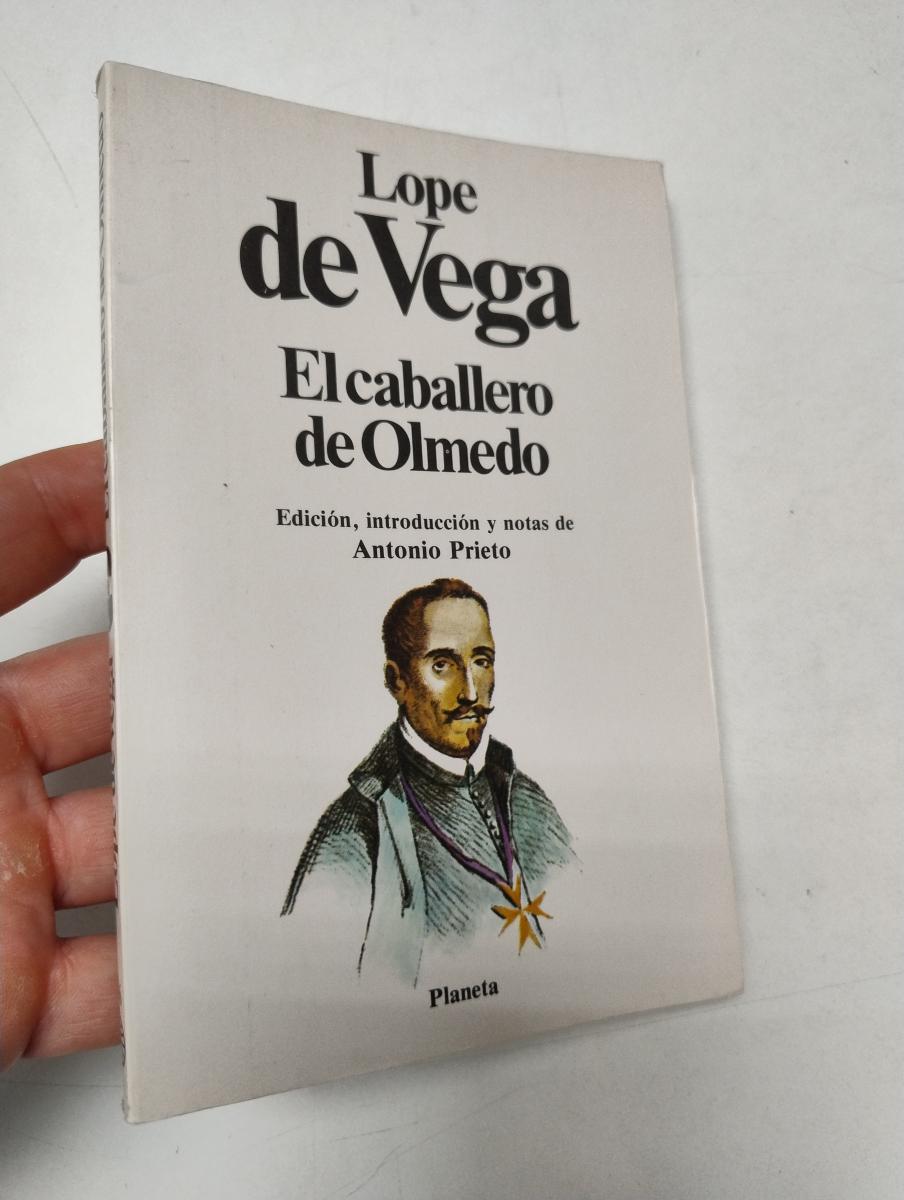 Lope
de Vega
El caballero
de Olmedo
Edición, introducción y notas de
Antonio Prieto
Planeta